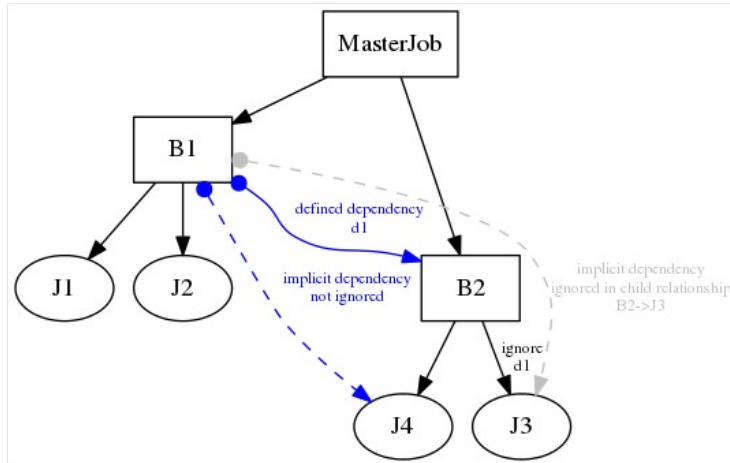 MasterJob
B1
defined dependency
d1
J1
J2
implicit dependency
not ignored
B2
implicit dependency
ignored in child relationship
B2->J3
ignore
d1
J4
J3